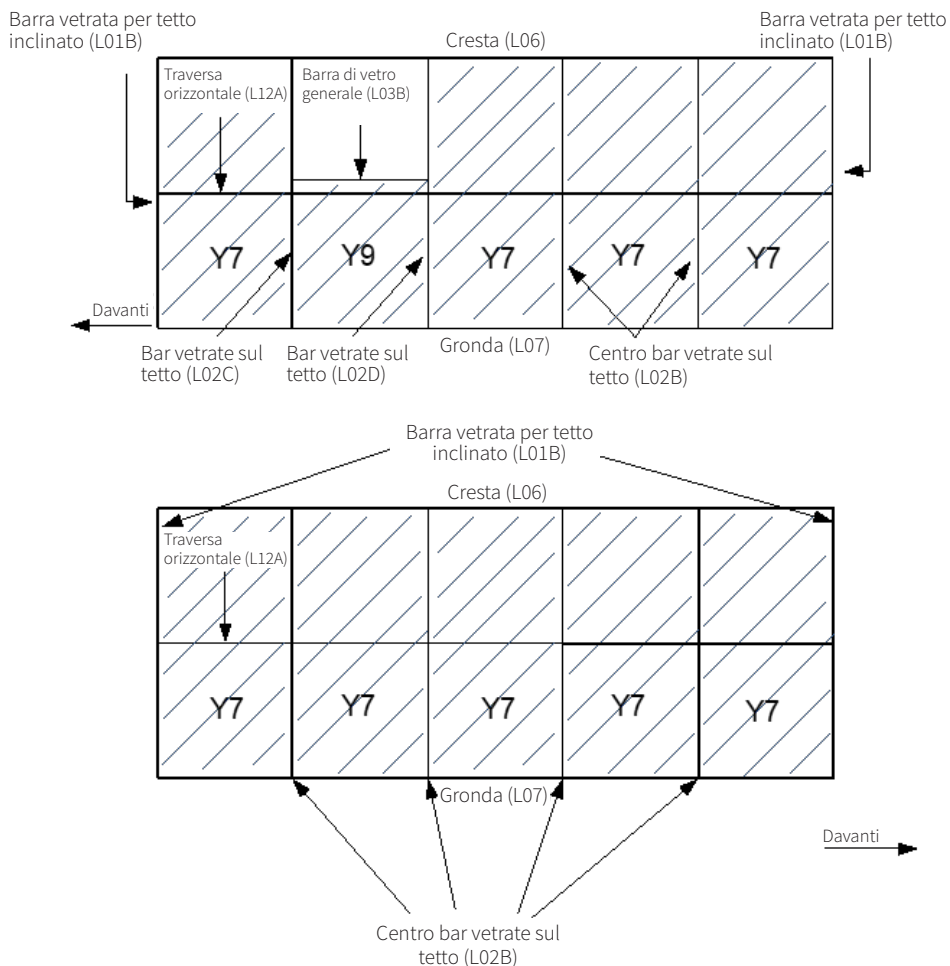 Barra vetrata per tetto
inclinato (L01B)
Cresta (L06)
Barra vetrata per tetto
inclinato (L01B)
Traversa
orizzontale (L12A)
Barra di vetro
generale (L03B)
Y7
Y9
Y7
Y7
Y7
Davanti
Bar vetrate sul
tetto (L02C)
Bar vetrate sul
tetto (L02D)
Gronda (L07)
Centro bar vetrate sul
tetto (L02B)
Barra vetrata per tetto
inclinato (L01B)
Cresta (L06)
Traversa
orizzontale (L12A)
Y7
Y7
Y7
Y7
Y7
Gronda (L07)
Davanti
Centro bar vetrate sul
tetto (L02B)